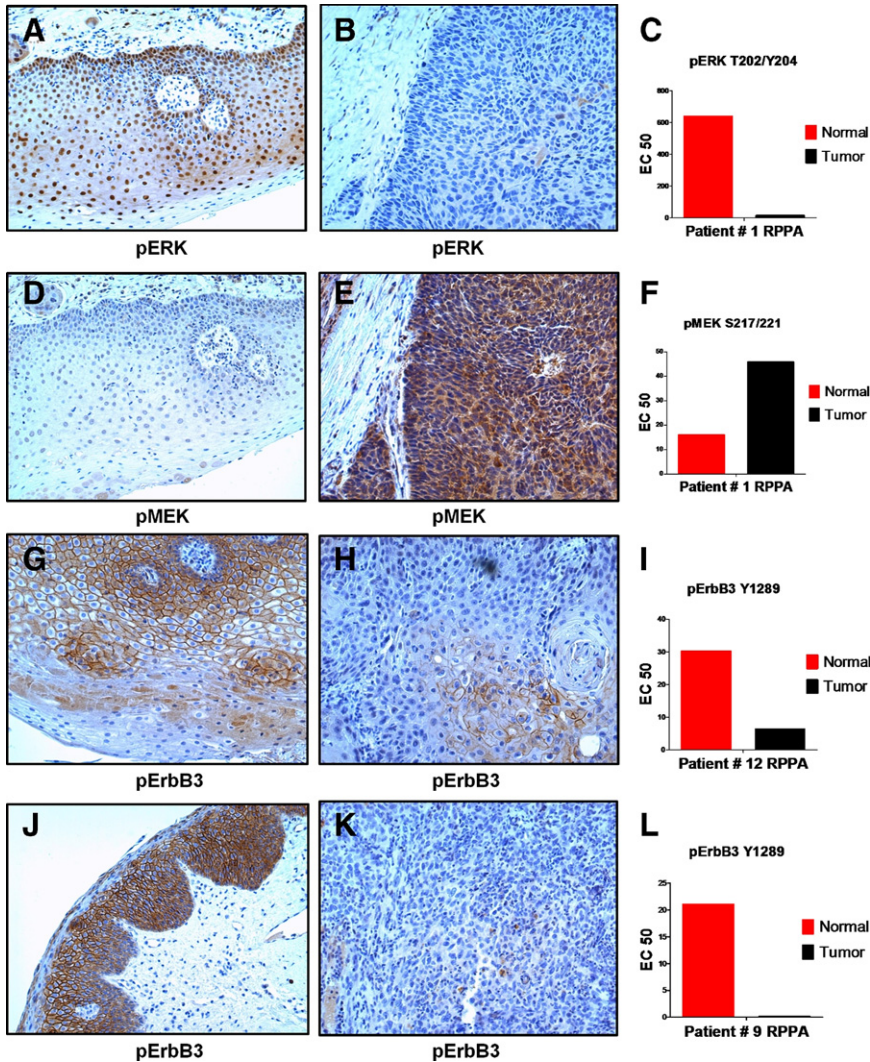 A
B
C
pERK T202/Y204
800
600
400
200
0
EC 50
Normal
Tumor
Patient # 1 RPPA
pERK
pERK
D
E
F
pMEK S217/221
50
40
30
20
10
0
EC 50
Normal
Tumor
Patient # 1 RPPA
pMEK
pMEK
G
H
I
pErbB3 Y1289
40
30
20
10
0
EC 50
Normal
Tumor
Patient # 12 RPPA
pErbB3
pErbB3
J
K
L
pErbB3 Y1289
25
20
15
10
5
0
EC 50
Normal
Tumor
Patient # 9 RPPA
pErbB3
pErbB3